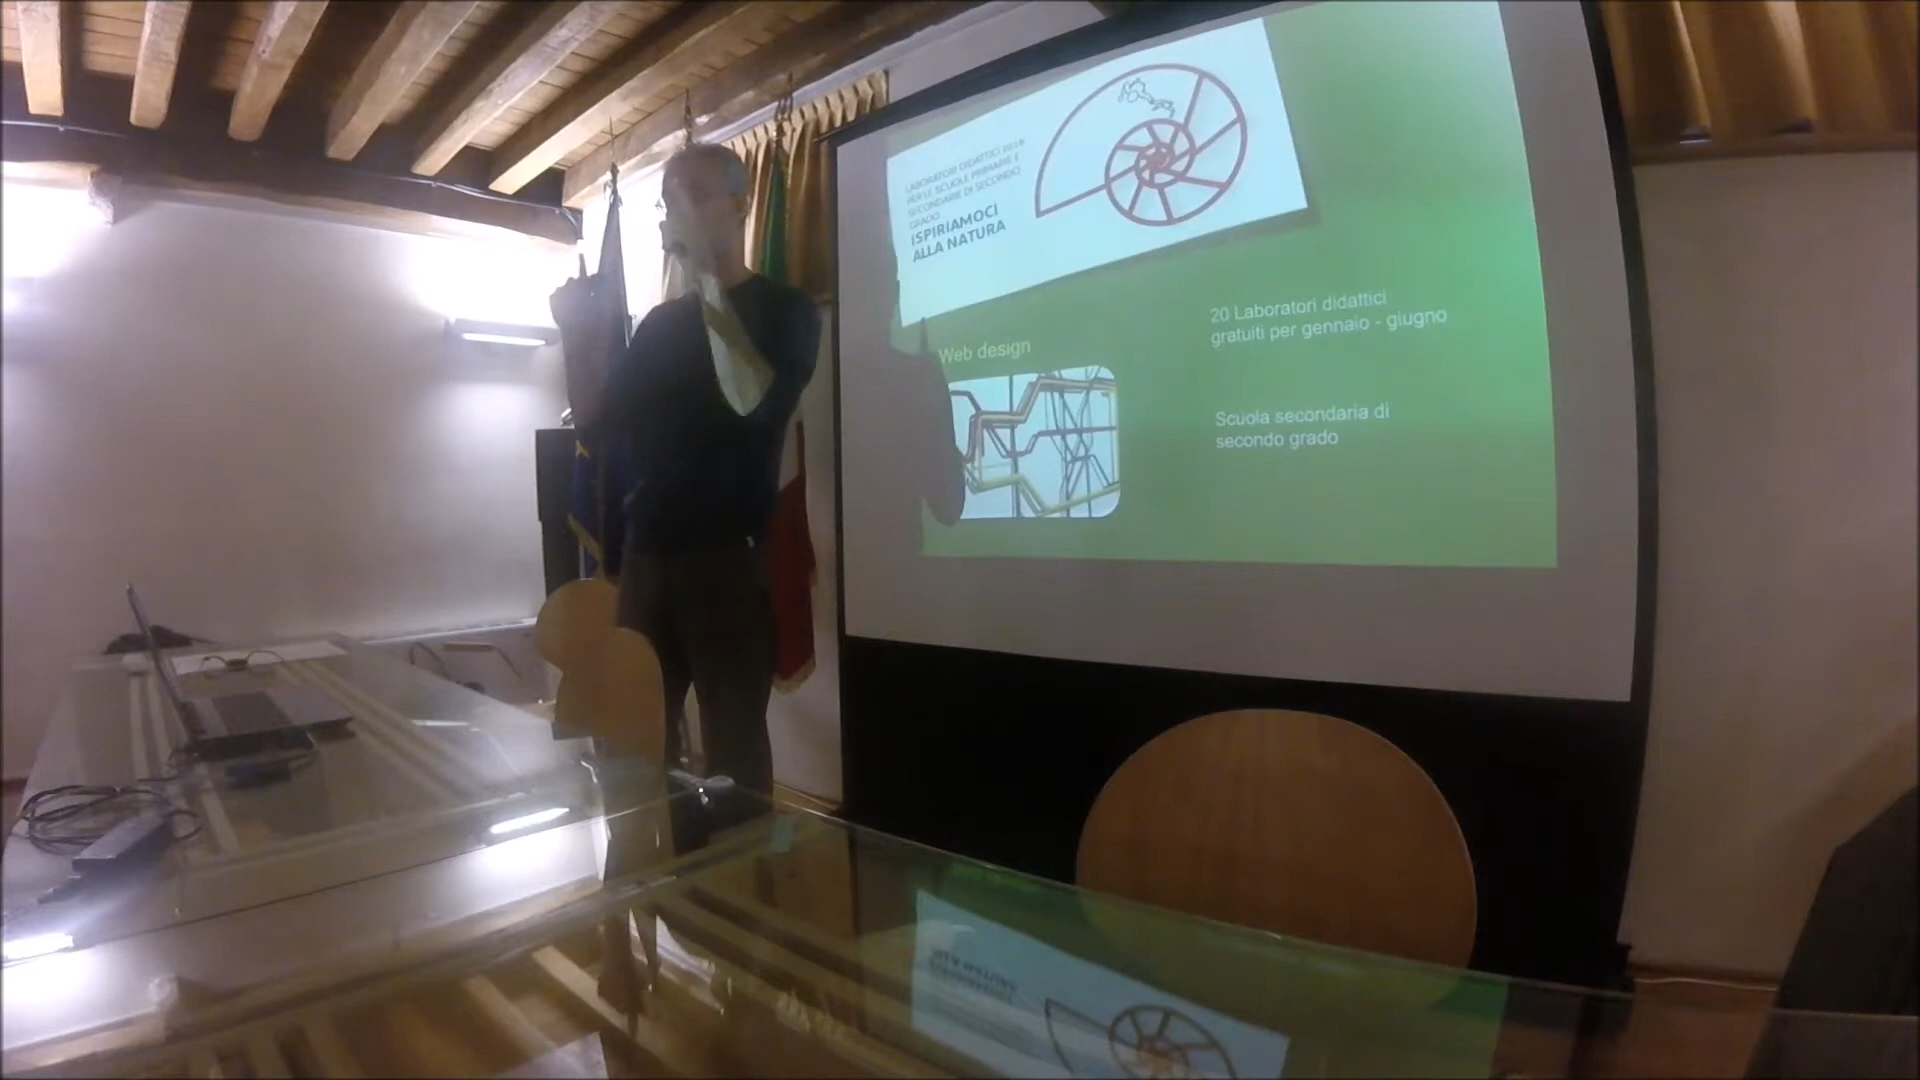 LABORATORI DIDATTICI 2018
PER LE SCUOLE PRIMARIE E
SECONDARIE DI SECONDO
GRADO
ISPIRIAMOCI
ALLA NATURA
Web design
20 Laboratori didattici
gratuiti per gennaio - giugno
Scuola secondaria di
secondo grado